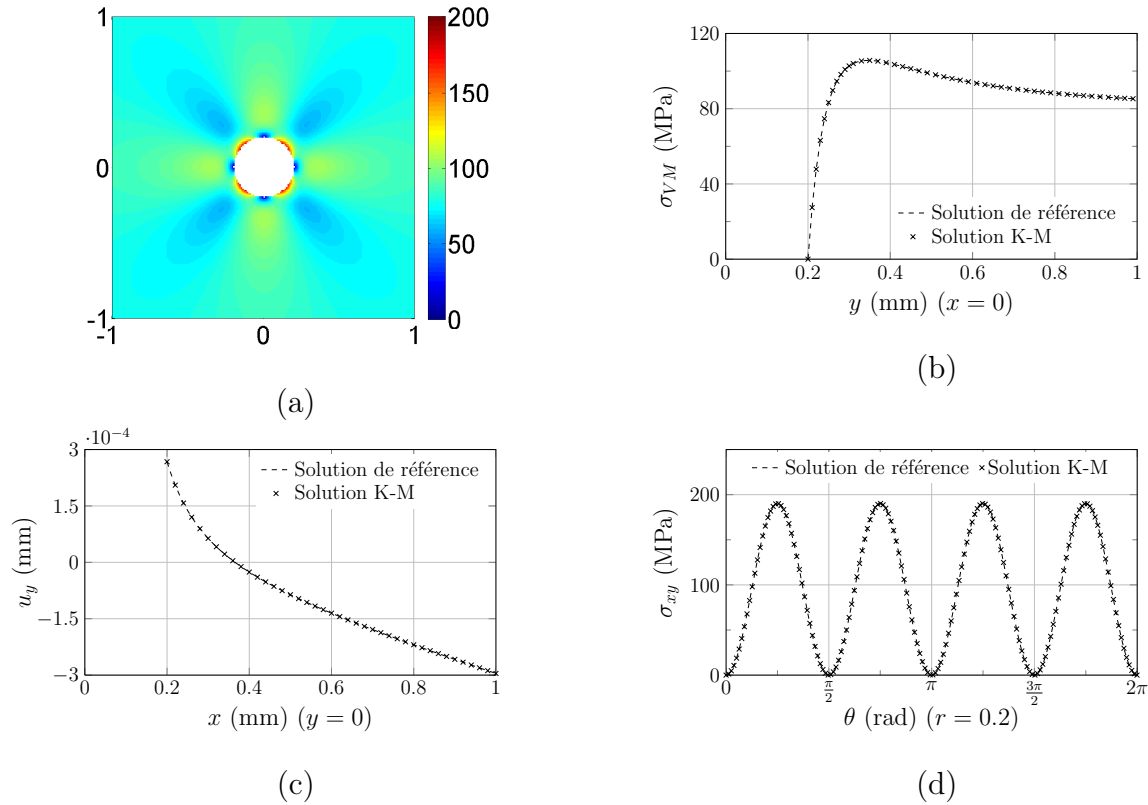 1
0
-1
-1
0
1
200
150
100
50
0
(a)
120
80
40
0
0
0.2
0.4
0.6
0.8
1
σ_VM (MPa)
y (mm) (x = 0)
Solution de référence
Solution K-M
(b)
·10⁻⁴
3
1.5
0
−1.5
−3
0
0.2
0.4
0.6
0.8
1
u_y (mm)
x (mm) (y = 0)
Solution de référence
Solution K-M
(c)
200
100
0
0
π/2
π
3π/2
2π
σ_xy (MPa)
θ (rad) (r = 0.2)
Solution de référence
Solution K-M
(d)